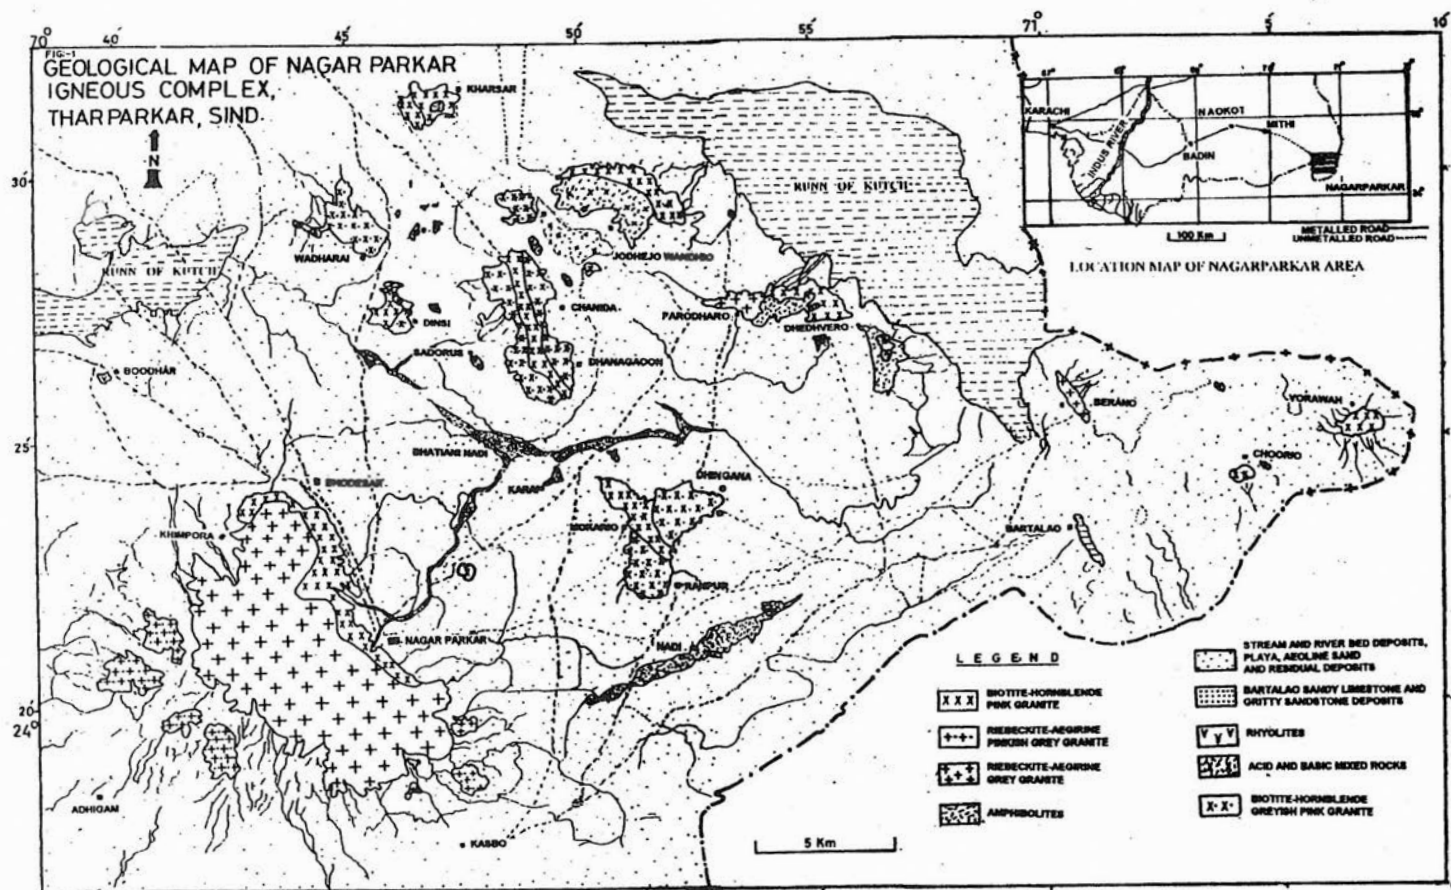 70° 40' 45' 50' 55' 71° 5' 10'
FIG:-1
GEOLOGICAL MAP OF NAGAR PARKAR
IGNEOUS COMPLEX,
THARPARKAR, SIND.
N
KHARSAR
30'
RUNN OF KUTCH
WADHARAI
RUNN OF KUTCH
JODHEJO WANDHIO
DINSI
CHANIDA
PARODHARO
DHEDHVERO
SADORUS
DHANAGAON
BOODHAR
BERANO
VORAWAH
25'
BHATIANI NADI
CHOORIO
BHODESAR
KARAI
DHINGANA
KHIMPORA
MOKARIO
BARTALAO
RANPUR
NAGAR PARKAR
NADI
20'
24°
ADHIGAM
KASBO
5 Km
KARACHI
NAOKOT
MITHI
INDUS RIVER
BADIN
NAGARPARKAR
100 Km
METALLED ROAD
UNMETALLED ROAD
LOCATION MAP OF NAGARPARKAR AREA
LEGEND
BIOTITE-HORNBLENDE
PINK GRANITE
RIEBECKITE-AEGIRINE
PINKISH GREY GRANITE
RIEBECKITE-AEGIRINE
GREY GRANITE
AMPHIBOLITES
STREAM AND RIVER BED DEPOSITS,
PLAYA, AEOLINE SAND
AND RESIDUAL DEPOSITS
BARTALAO SANDY LIMESTONE AND
GRITTY SANDSTONE DEPOSITS
RHYOLITES
ACID AND BASIC MIXED ROCKS
BIOTITE-HORNBLENDE
GREYISH PINK GRANITE